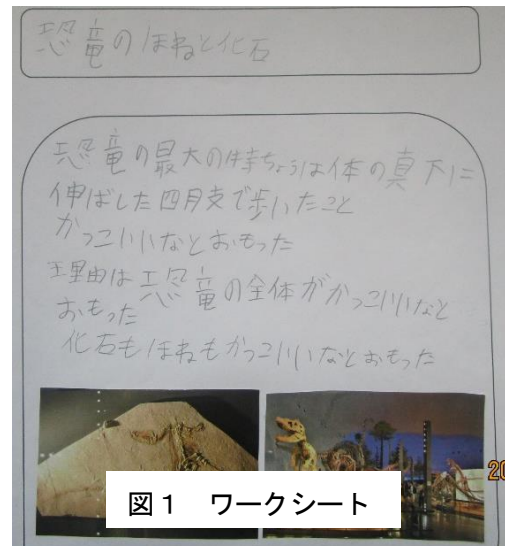 恐竜のほねと化石
恐竜の最大の特ちょうは体の真下に
伸ばした四肢で歩いたこと
かっこいいなとおもった
理由は恐竜の全体がかっこいいなと
おもった
化石もほねもかっこいいなとおもった
20
図1 ワークシート